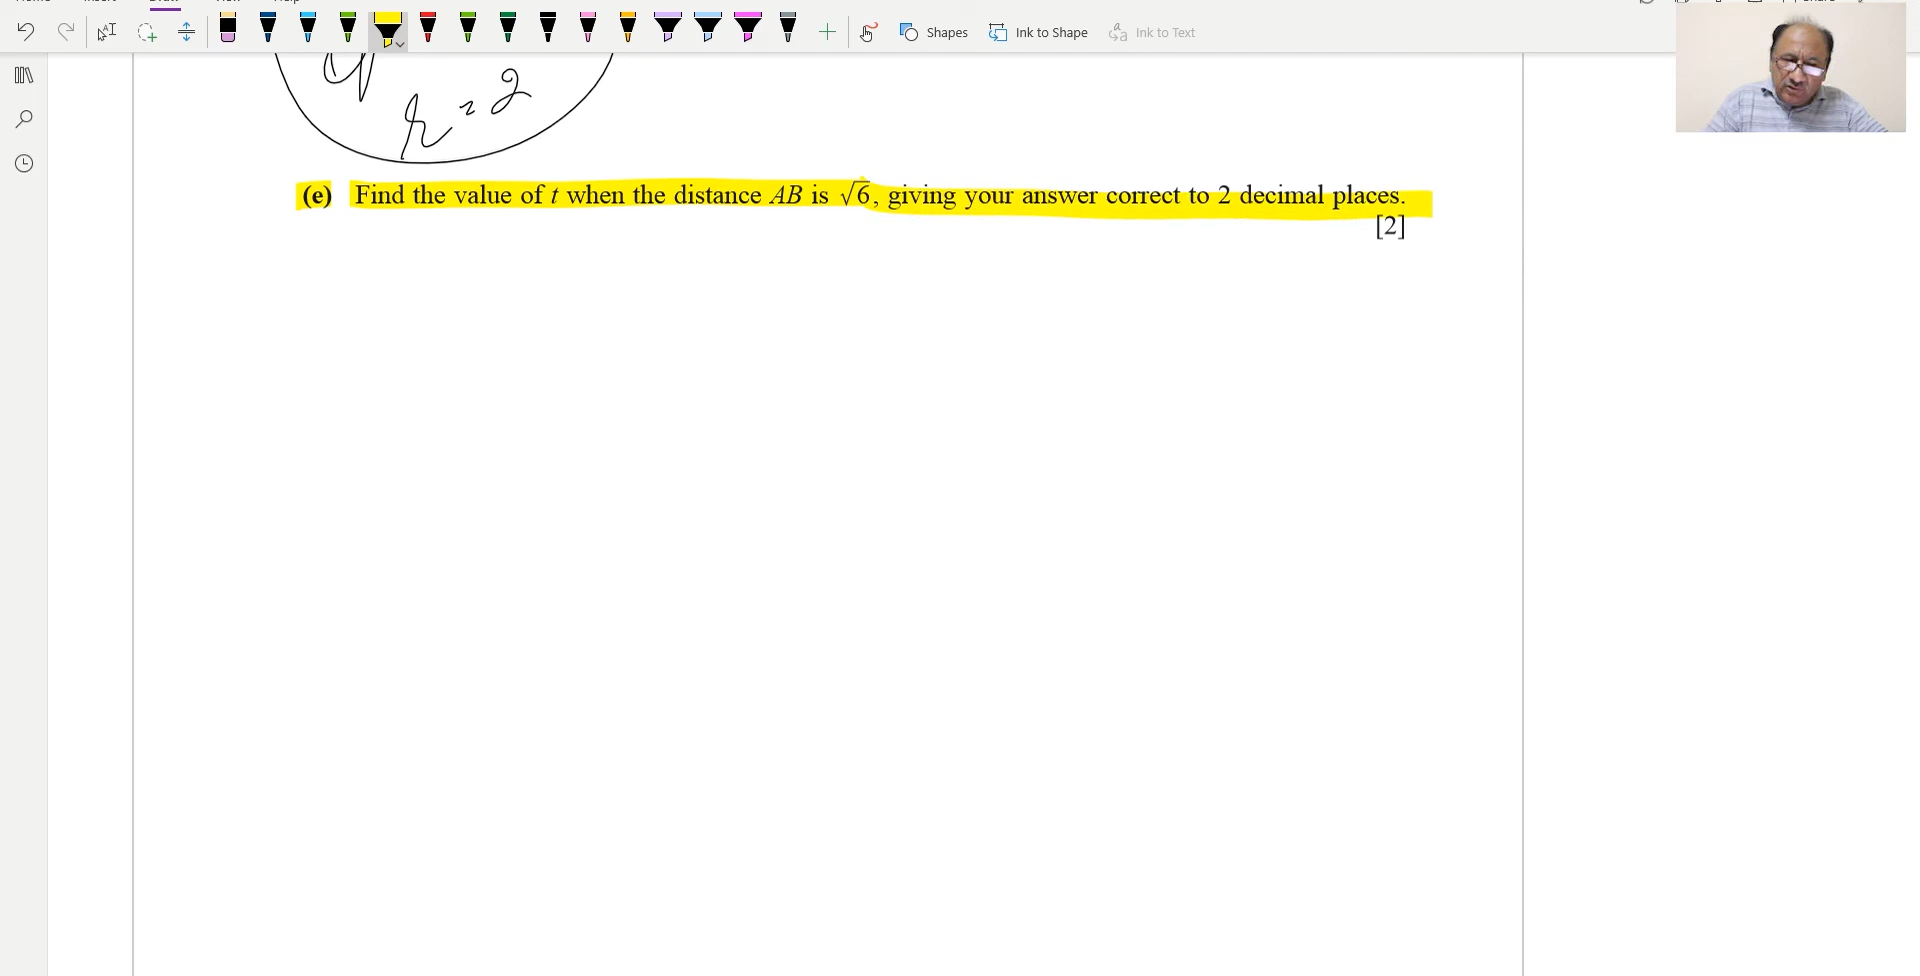 Shapes Ink to Shape Ink to Text
r = 2
(e) Find the value of t when the distance AB is √6, giving your answer correct to 2 decimal places.
[2]